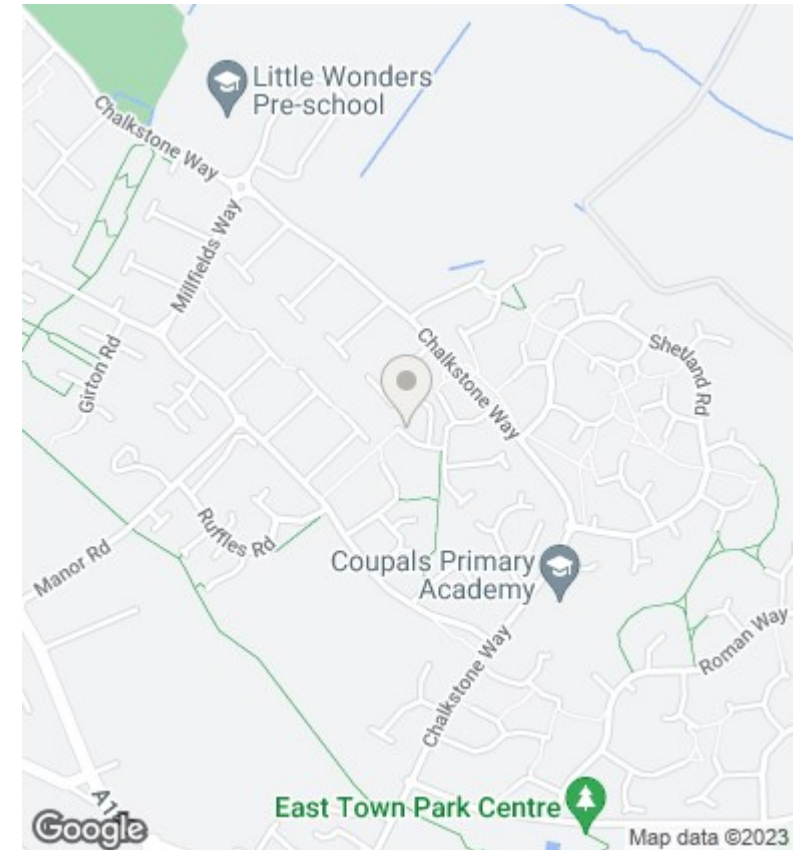 Little Wonders
Pre-school
Chalkstone Way
Millfields Way
Girton Rd
Chalkstone Way
Shetland Rd
Ruffles Rd
Manor Rd
Coupals Primary
Academy
Roman Way
Chalkstone Way
East Town Park Centre
Google
Map data ©2023